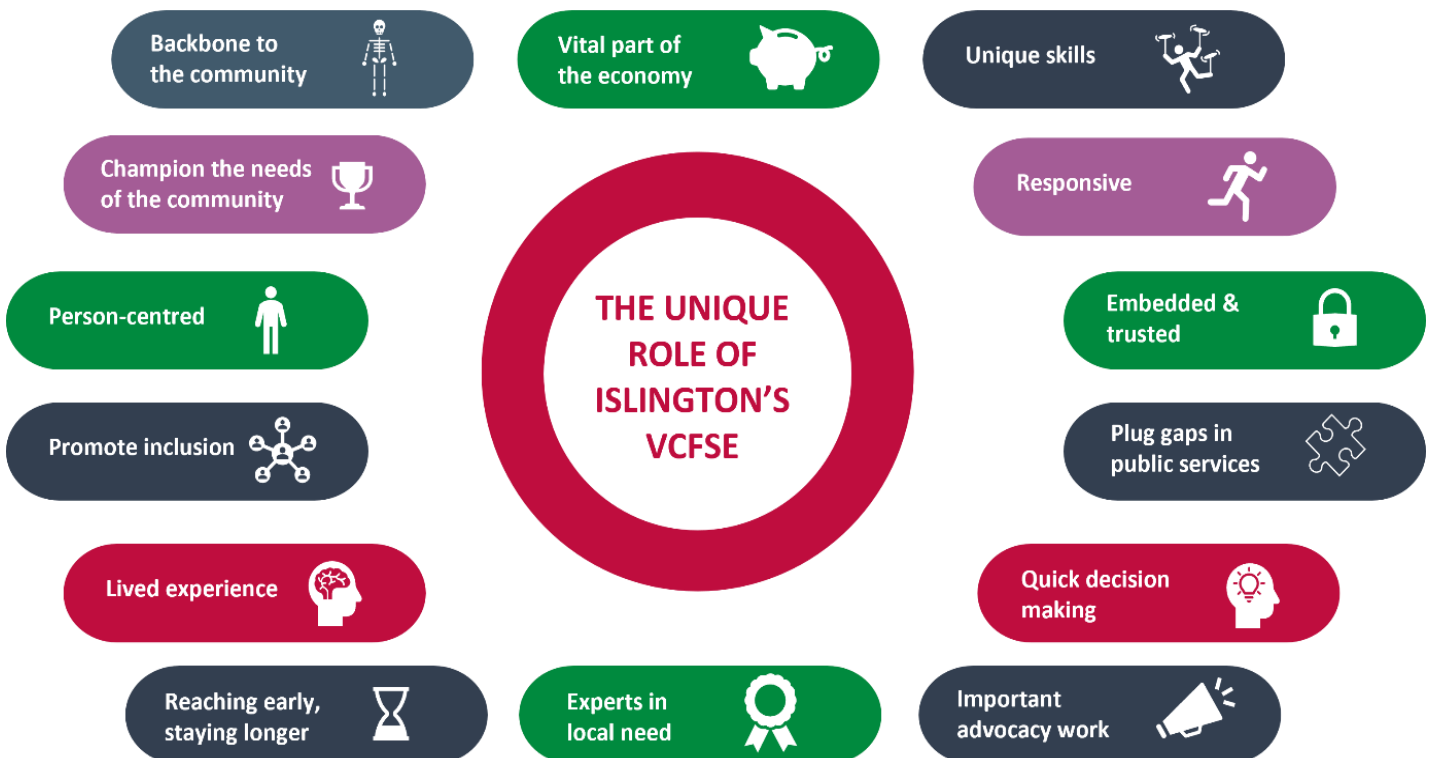 Backbone to
the community
Vital part of
the economy
Unique skills
Champion the needs
of the community
Responsive
Person-centred
THE UNIQUE
ROLE OF
ISLINGTON’S
VCFSE
Embedded &
trusted
Promote inclusion
Plug gaps in
public services
Lived experience
Quick decision
making
Reaching early,
staying longer
Experts in
local need
Important
advocacy work